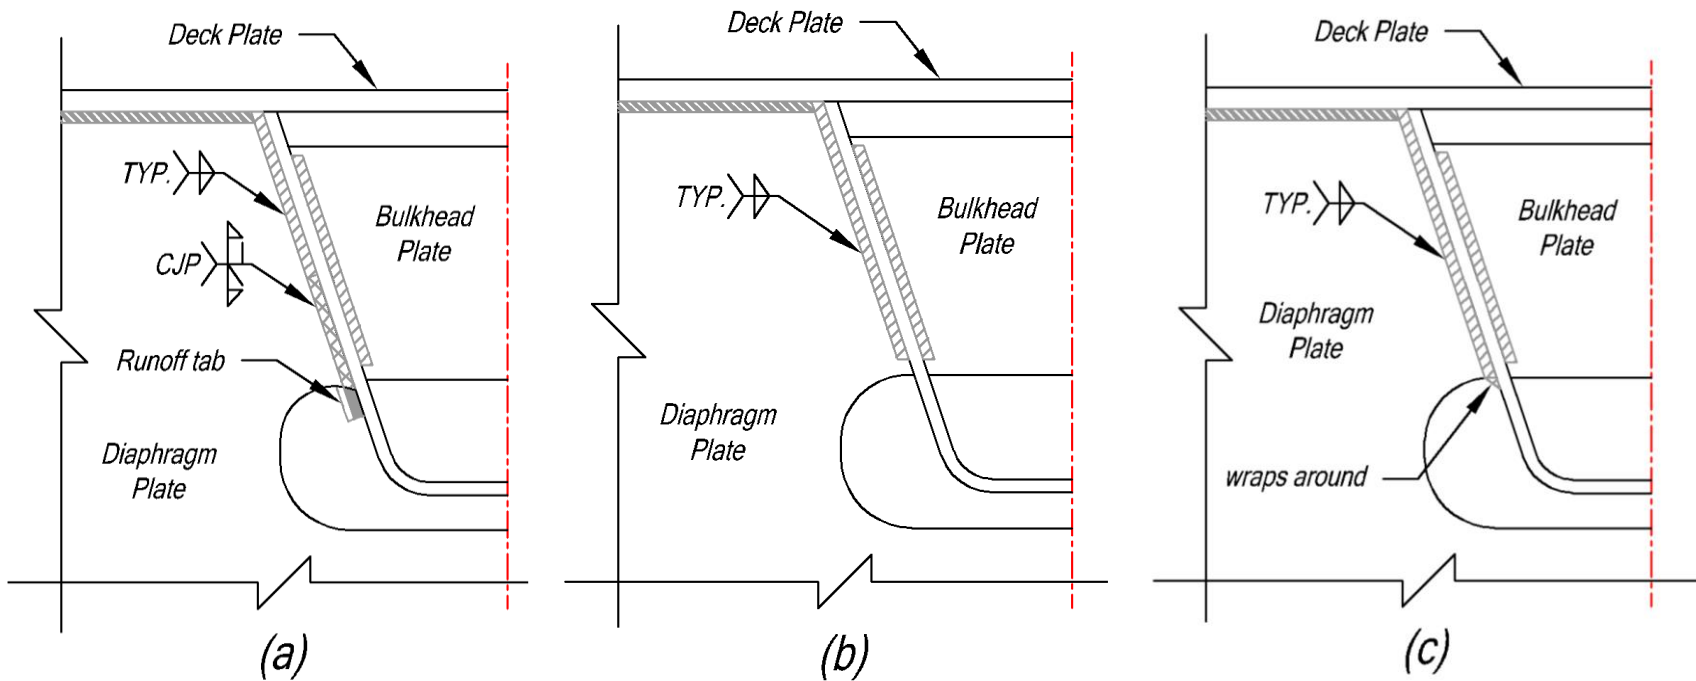 Deck Plate
TYP.
Bulkhead
Plate
CJP
Runoff tab
Diaphragm
Plate
(a)
Deck Plate
TYP.
Bulkhead
Plate
Diaphragm
Plate
(b)
Deck Plate
TYP.
Bulkhead
Plate
Diaphragm
Plate
wraps around
(c)